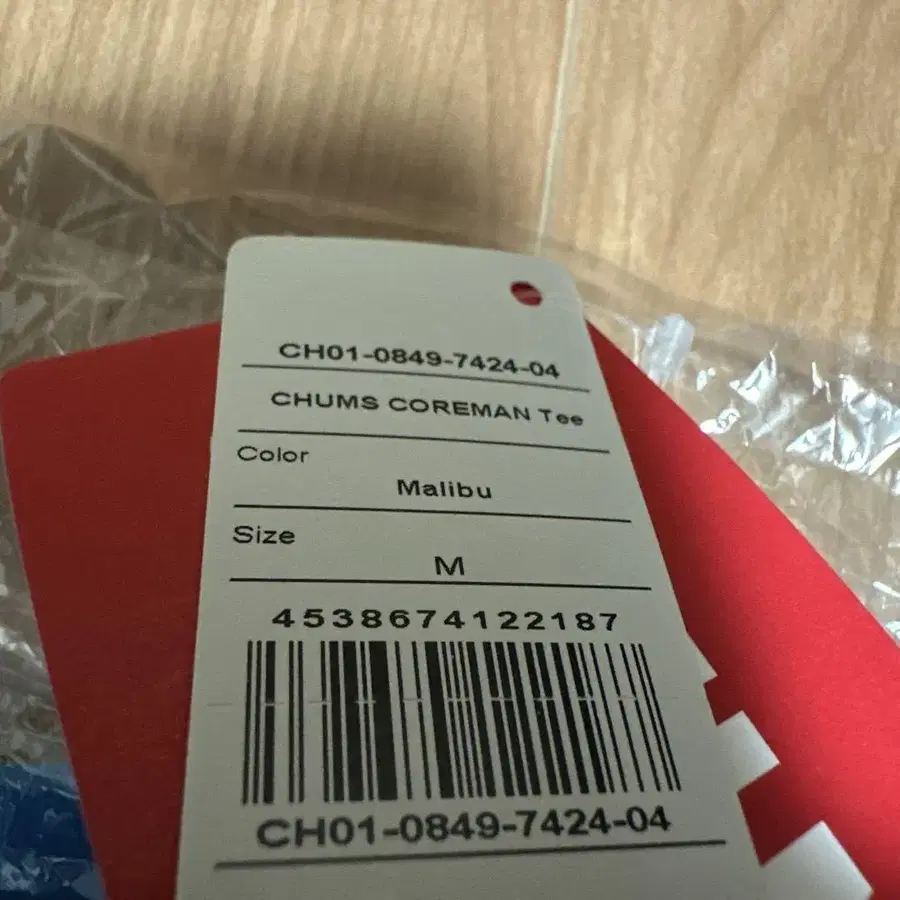 CH01-0849-7424-04
CHUMS COREMAN Tee
Color
Malibu
Size
M
4538674122187
CH01-0849-7424-04